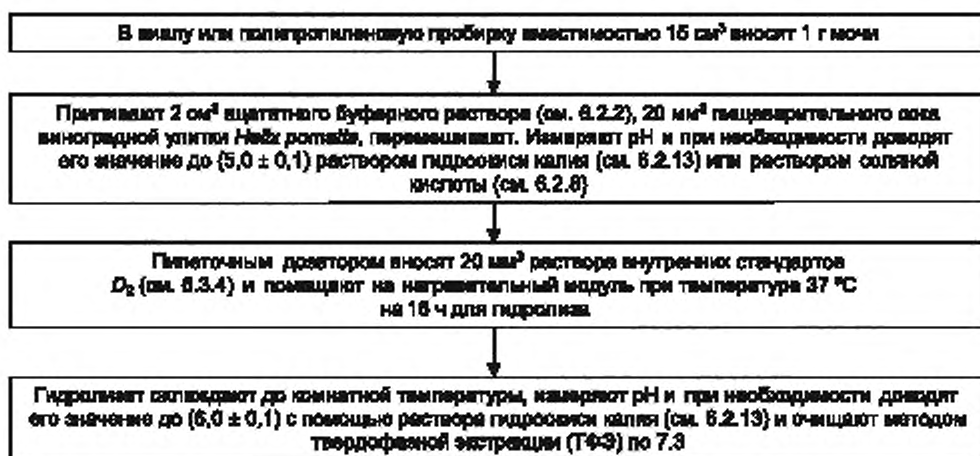 В виалу или полипропиленовую пробирку вместимостью 15 см³ вносят 1 г мочи
Приливают 2 см³ ацетатного буферного раствора (см. 6.2.2), 20 мм³ пищеварительного сока
виноградной улитки Helix pomatia, перемешивают. Измеряют pH и при необходимости доводят
его значение до (5,0 ± 0,1) раствором гидроокиси калия (см. 6.2.13) или раствором соляной
кислоты (см. 6.2.8)
Пипеточным дозатором вносят 20 мм³ раствора внутренних стандартов
D₂ (см. 6.3.4) и помещают на нагревательный модуль при температуре 37 °С
на 16 ч для гидролиза
Гидролизат охлаждают до комнатной температуры, измеряют pH и при необходимости доводят
его значение до (6,0 ± 0,1) с помощью раствора гидроокиси калия (см. 6.2.13) и очищают методом
твердофазной экстракции (ТФЭ) по 7.3